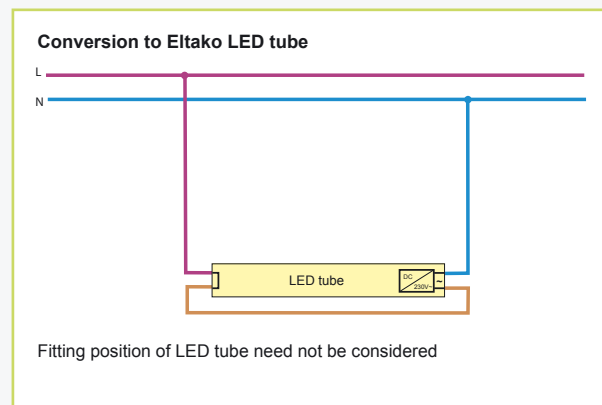 Conversion to Eltako LED tube
L
N
LED tube
DC
230V~
~
Fitting position of LED tube need not be considered